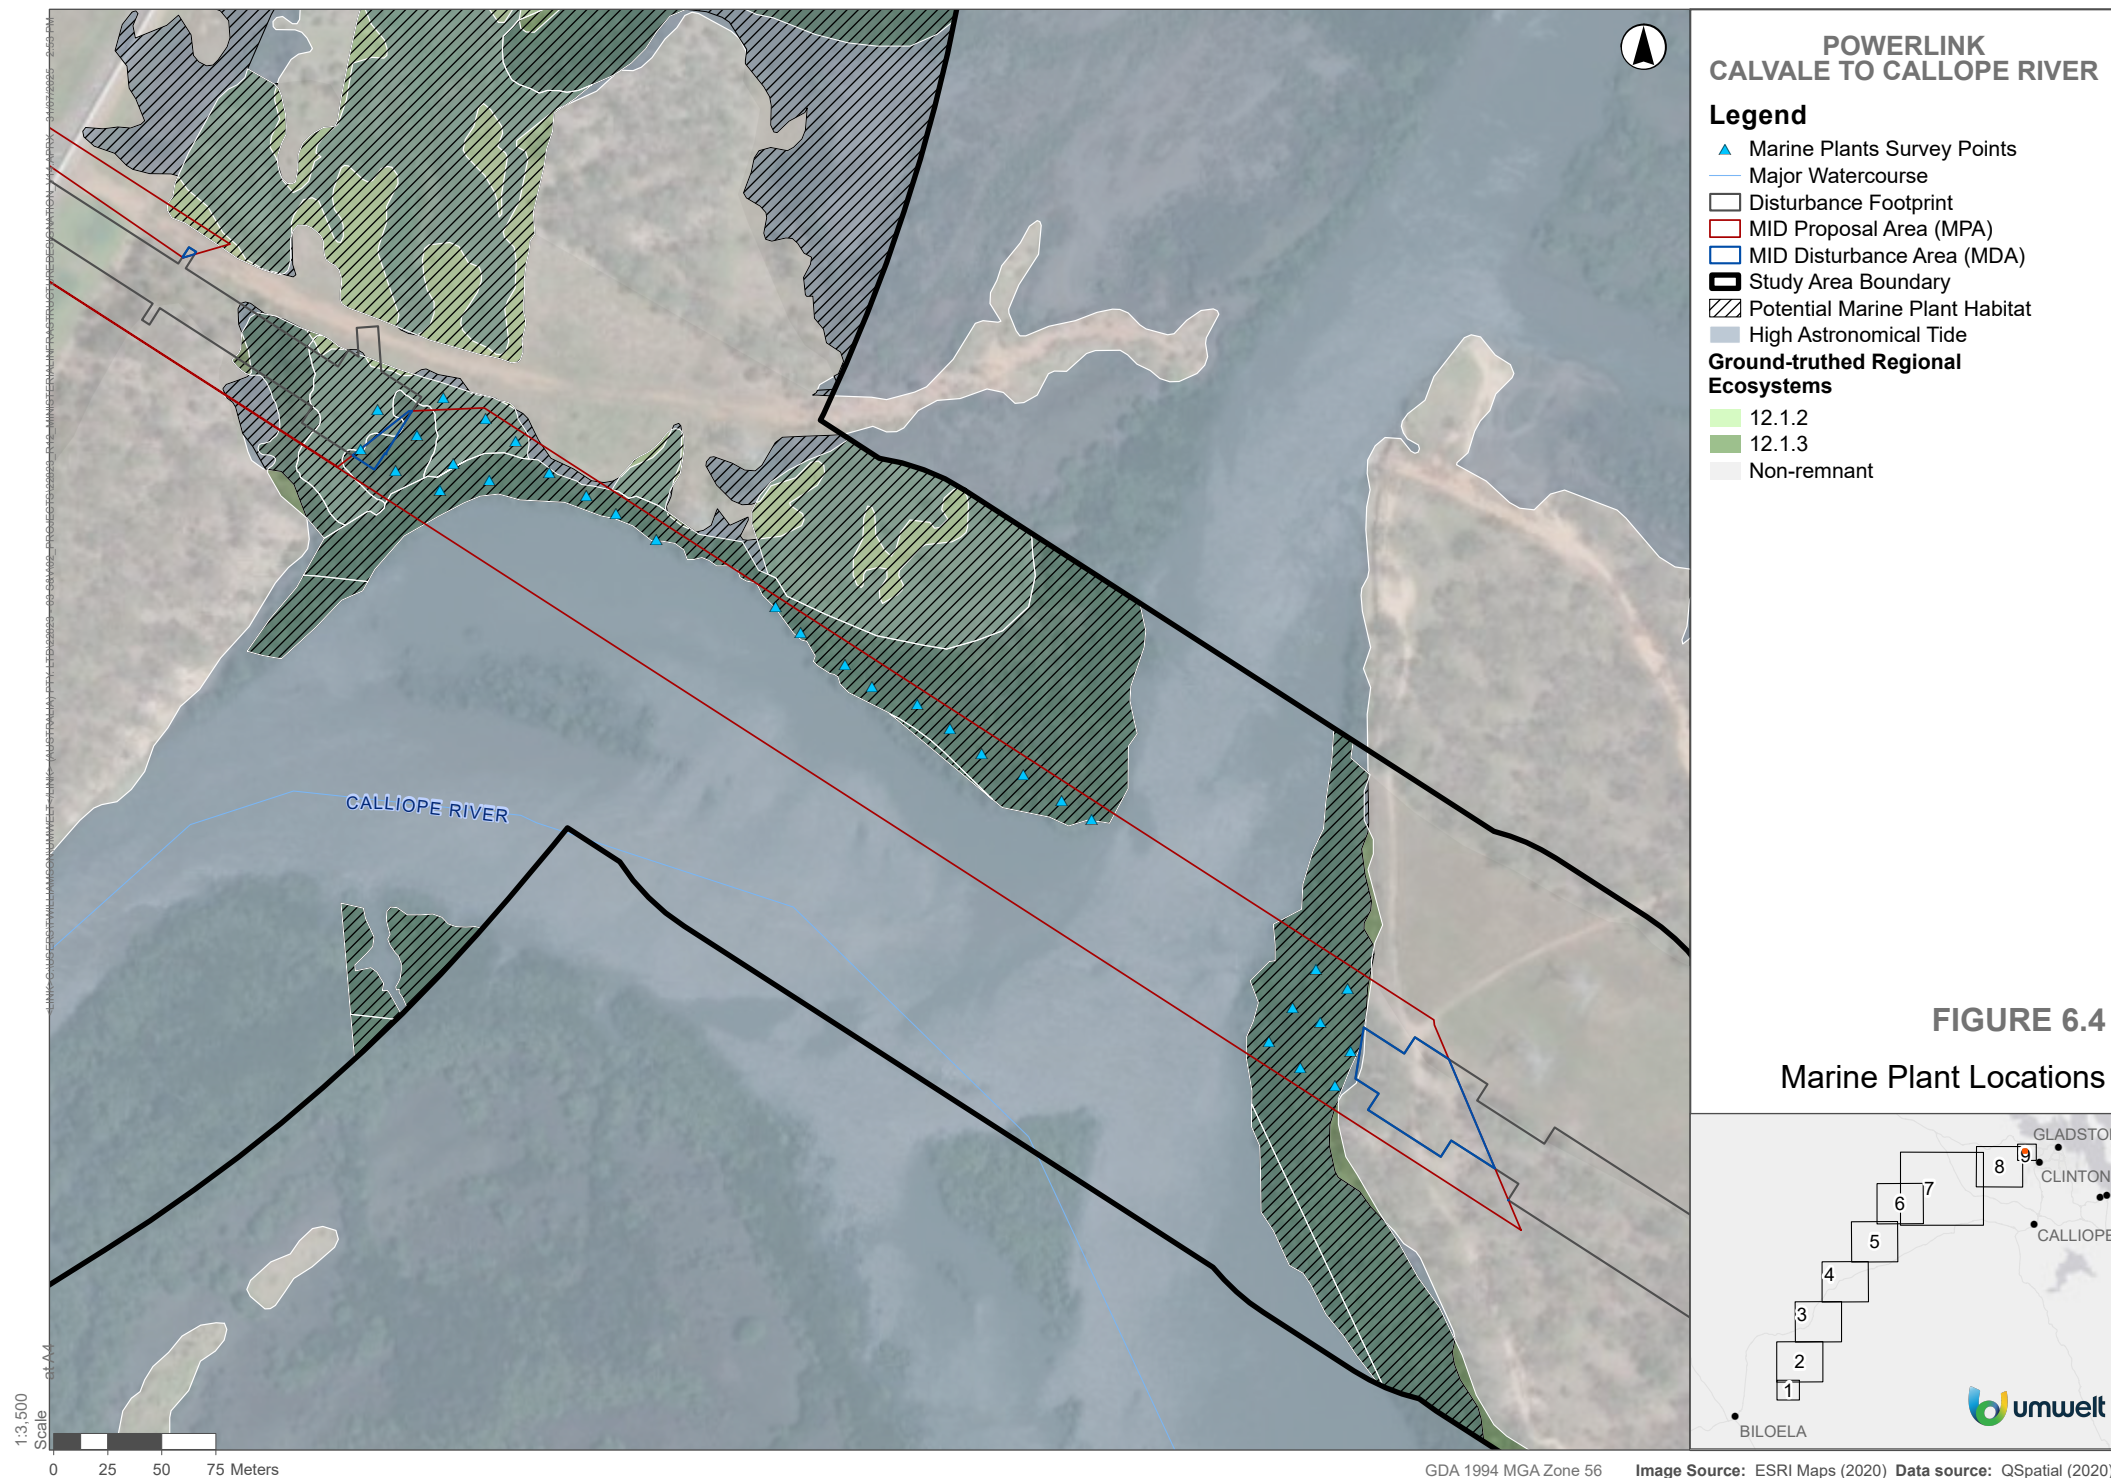 POWERLINK
CALVALE TO CALLOPE RIVER
Legend
Marine Plants Survey Points
Major Watercourse
Disturbance Footprint
MID Proposal Area (MPA)
MID Disturbance Area (MDA)
Study Area Boundary
Potential Marine Plant Habitat
High Astronomical Tide
Ground-truthed Regional
Ecosystems
12.1.2
12.1.3
Non-remnant
CALLIOPE RIVER
FIGURE 6.4
Marine Plant Locations
GLADSTO
9
8
CLINTON
7
6
CALLIOPE
5
4
3
2
1
BILOELA
umwelt
Scale
1:3,500
at A4
0 25 50 75 Meters
GDA 1994 MGA Zone 56 Image Source: ESRI Maps (2020) Data source: QSpatial (2020)